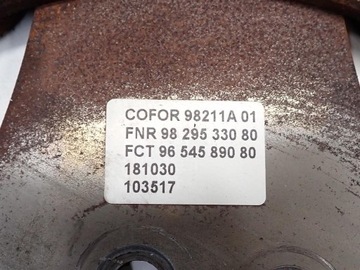 COFOR 98211A 01
FNR 98 295 330 80
FCT 96 545 890 80
181030
103517